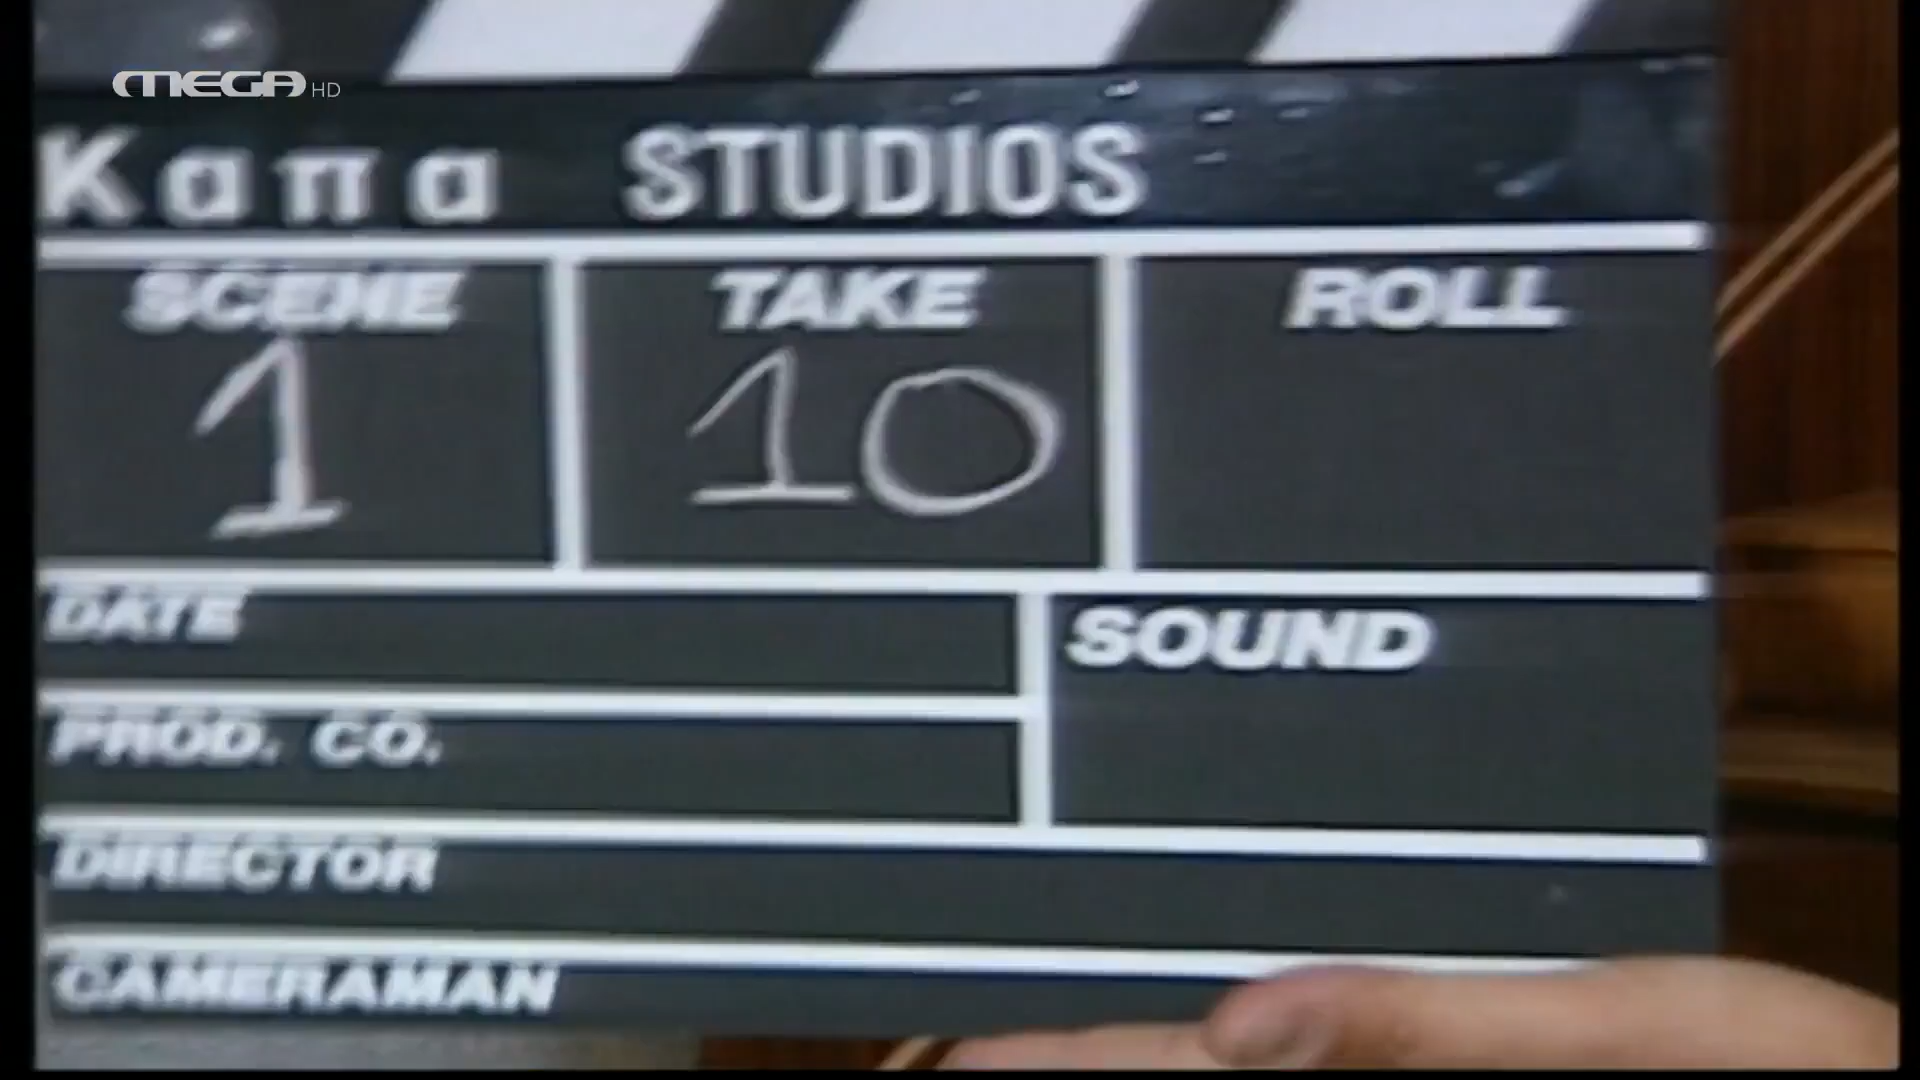 MEGA HD
Καπα STUDIOS
SCENE TAKE ROLL
1 10
DATE
SOUND
PROD. CO.
DIRECTOR
CAMERAMAN